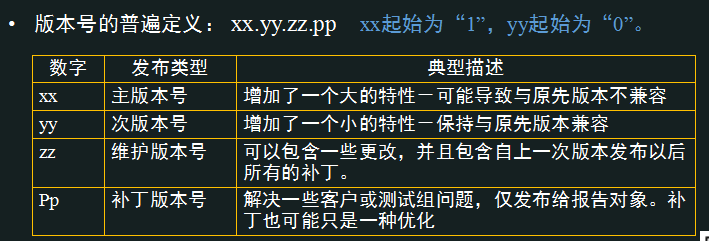 • 版本号的普遍定义： xx.yy.zz.pp xx起始为“1”，yy起始为“0”。
数字 发布类型 典型描述
xx 主版本号 增加了一个大的特性－可能导致与原先版本不兼容
yy 次版本号 增加了一个小的特性－保持与原先版本兼容
zz 维护版本号 可以包含一些更改，并且包含自上一次版本发布以后
所有的补丁。
Pp 补丁版本号 解决一些客户或测试组问题，仅发布给报告对象。补
丁也可能只是一种优化